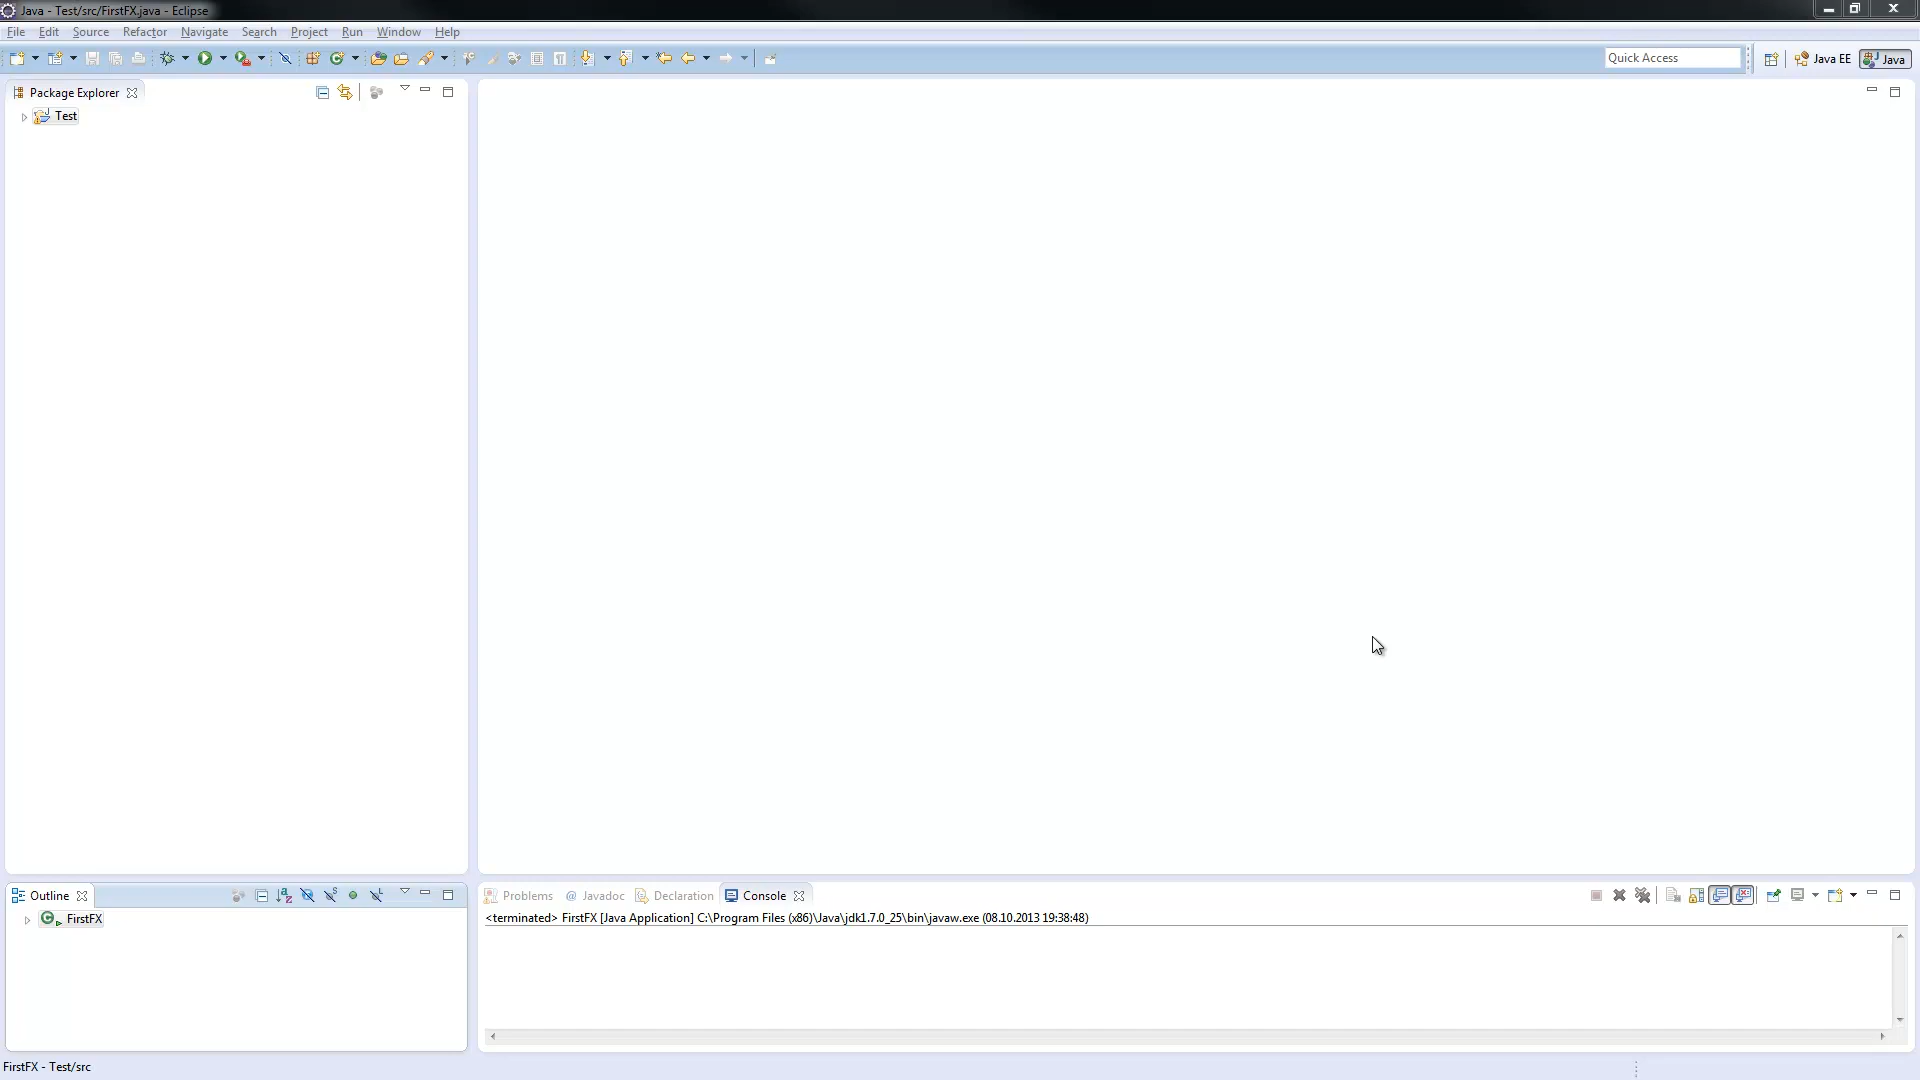 Java - Test/src/FirstFX.java - Eclipse
File Edit Source Refactor Navigate Search Project Run Window Help
Quick Access
Java EE
Java
Package Explorer
Test
Outline
FirstFX
Problems
@ Javadoc
Declaration
Console
<terminated> FirstFX [Java Application] C:\Program Files (x86)\Java\jdk1.7.0_25\bin\javaw.exe (08.10.2013 19:38:48)
FirstFX - Test/src